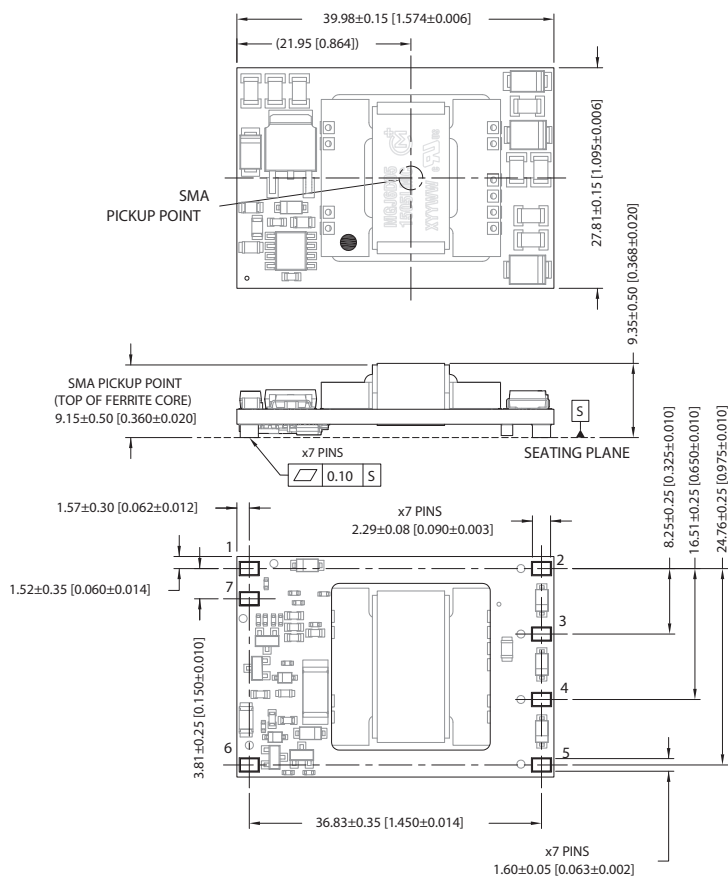 39.98±0.15 [1.574±0.006]
(21.95 [0.864])
SMA
PICKUP POINT
XYYWW
27.81±0.15 [1.095±0.006]
9.35±0.50 [0.368±0.020]
SMA PICKUP POINT
(TOP OF FERRITE CORE)
9.15±0.50 [0.360±0.020]
S
x7 PINS
0.10 S
SEATING PLANE
1.57±0.30 [0.062±0.012]
x7 PINS
2.29±0.08 [0.090±0.003]
8.25±0.25 [0.325±0.010]
16.51±0.25 [0.650±0.010]
24.76±0.25 [0.975±0.010]
1
2
1.52±0.35 [0.060±0.014]
7
3
4
3.81±0.25 [0.150±0.010]
6
5
36.83±0.35 [1.450±0.014]
x7 PINS
1.60±0.05 [0.063±0.002]